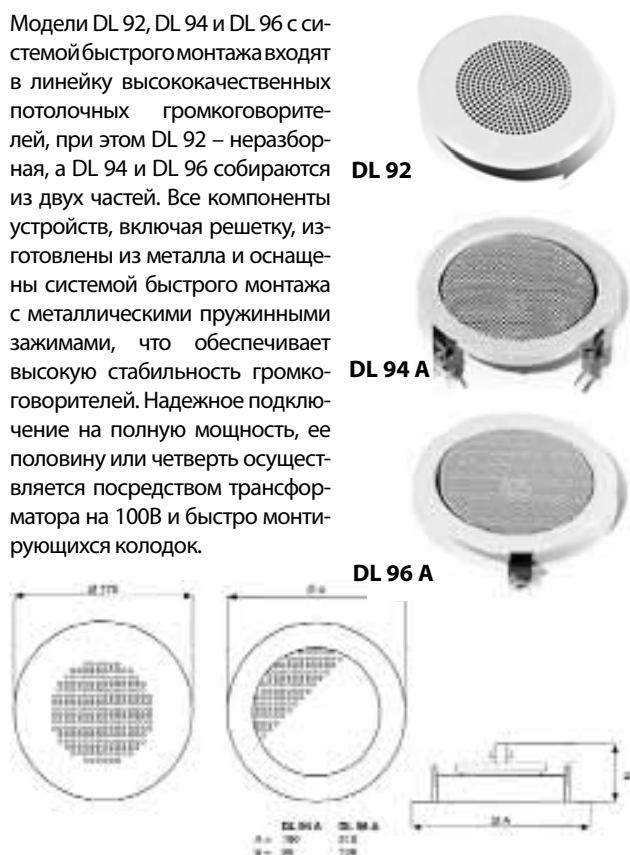 Модели DL 92, DL 94 и DL 96 с си-
стемой быстрого монтажа входят
в линейку высококачественных
потолочных громкоговорите-
лей, при этом DL 92 – неразбор-
ная, а DL 94 и DL 96 собираются
из двух частей. Все компоненты
устройств, включая решетку, из-
готовлены из металла и оснаще-
ны системой быстрого монтажа
с металлическими пружинными
зажимами, что обеспечивает
высокую стабильность громко-
говорителей. Надежное подклю-
чение на полную мощность, ее
половину или четверть осущест-
вляется посредством трансфор-
матора на 100В и быстро монти-
рующихся колодок.
DL 92
DL 94 A
DL 96 A
DL 94 A DL 96 A